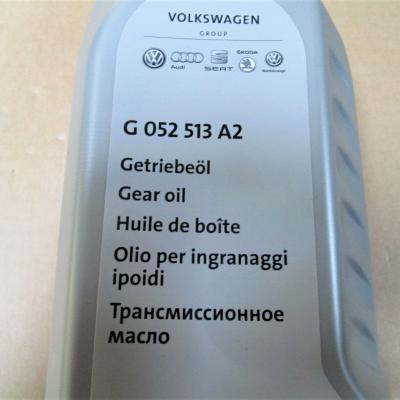 VOLKSWAGEN
GROUP
Audi SEAT ŠKODA
G 052 513 A2
Getriebeöl
Gear oil
Huile de boîte
Olio per ingranaggi
ipoidi
Трансмиссионное
масло